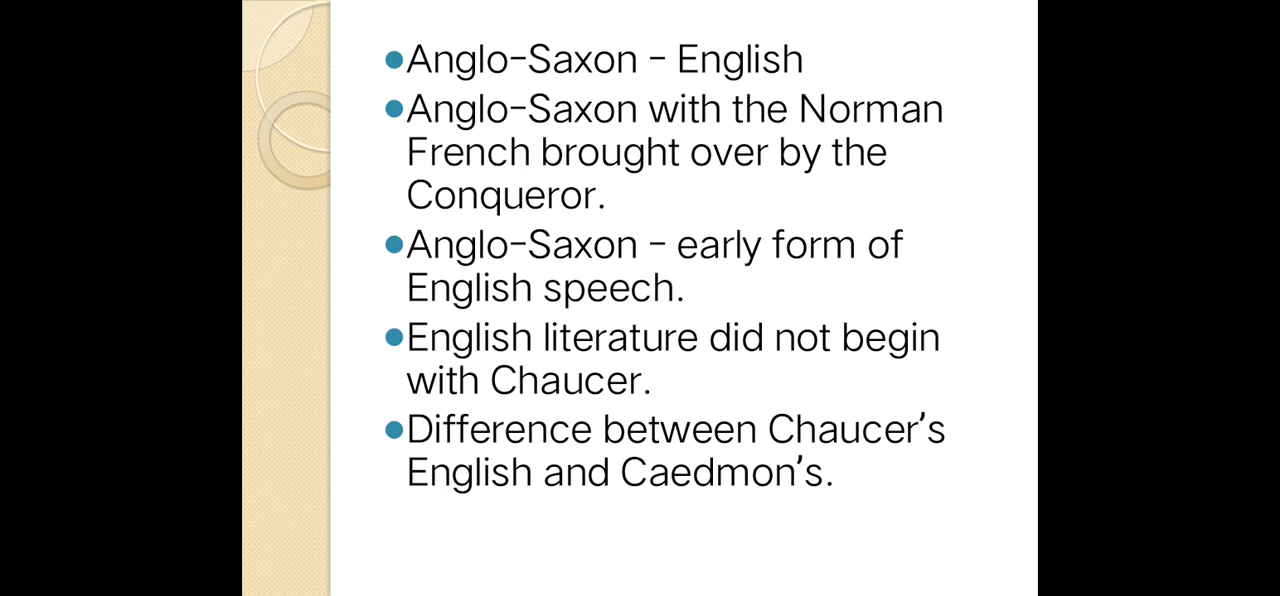 ●Anglo-Saxon - English
●Anglo-Saxon with the Norman
French brought over by the
Conqueror.
●Anglo-Saxon - early form of
English speech.
●English literature did not begin
with Chaucer.
●Difference between Chaucer's
English and Caedmon's.